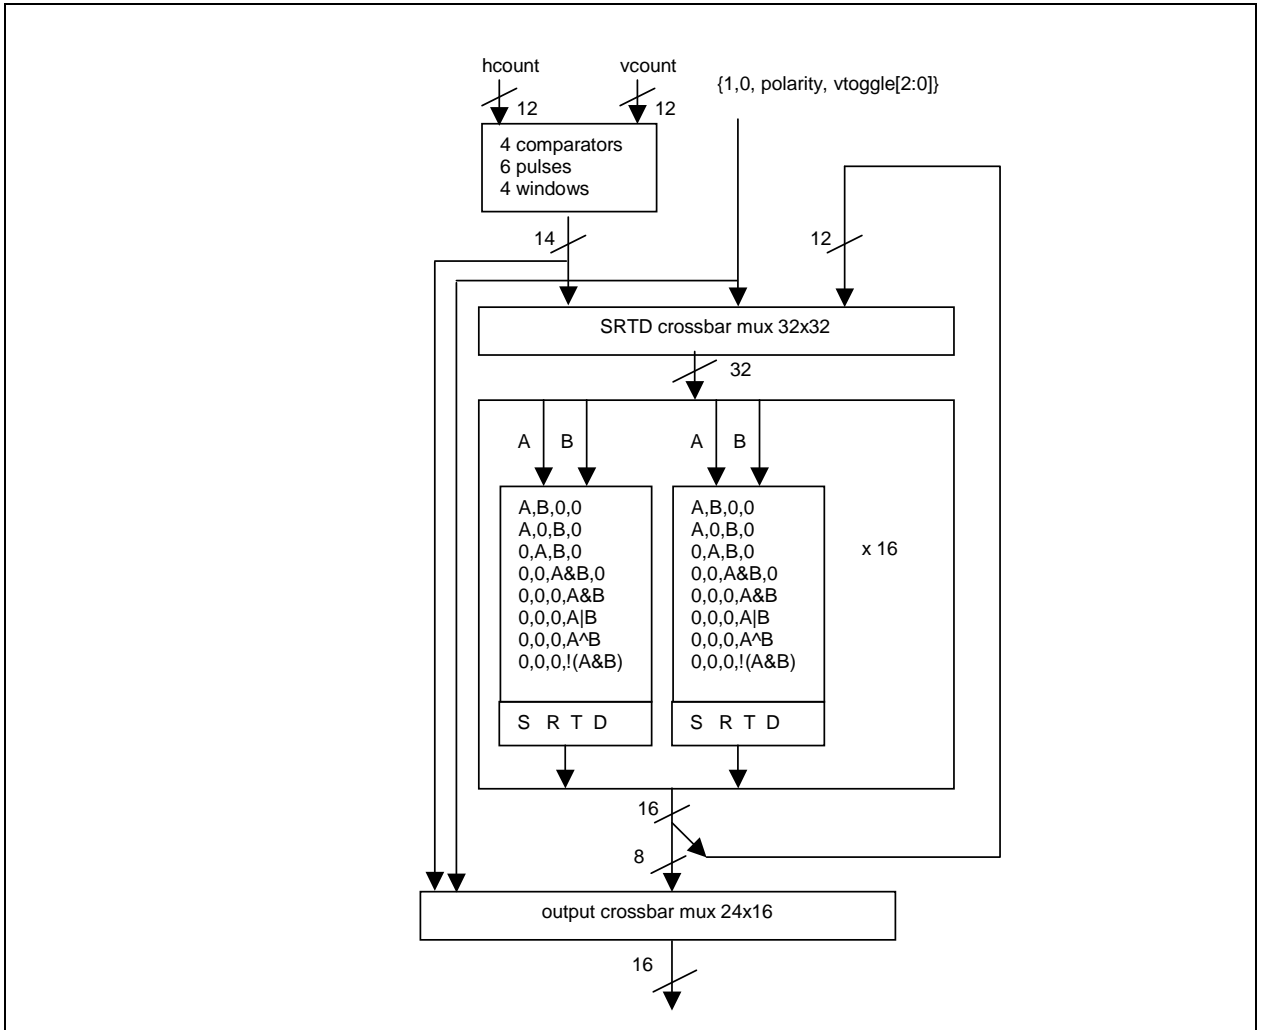 hcount
vcount
{1,0, polarity, vtoggle[2:0]}
12
12
4 comparators
6 pulses
4 windows
14
12
SRTD crossbar mux 32x32
32
A
B
A
B
A,B,0,0
A,0,B,0
0,A,B,0
0,0,A&B,0
0,0,0,A&B
0,0,0,A|B
0,0,0,A^B
0,0,0,!(A&B)
S R T D
A,B,0,0
A,0,B,0
0,A,B,0
0,0,A&B,0
0,0,0,A&B
0,0,0,A|B
0,0,0,A^B
0,0,0,!(A&B)
S R T D
x 16
16
8
output crossbar mux 24x16
16